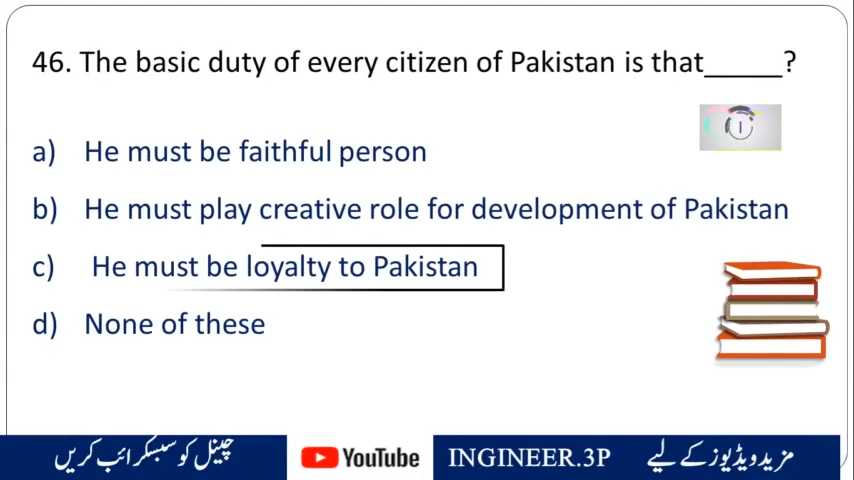 46. The basic duty of every citizen of Pakistan is that_____?
a) He must be faithful person
b) He must play creative role for development of Pakistan
c) He must be loyalty to Pakistan
d) None of these
چینل کو سبسکرائب کریں YouTube INGINEER.3P مزید ویڈیوز کے لیے